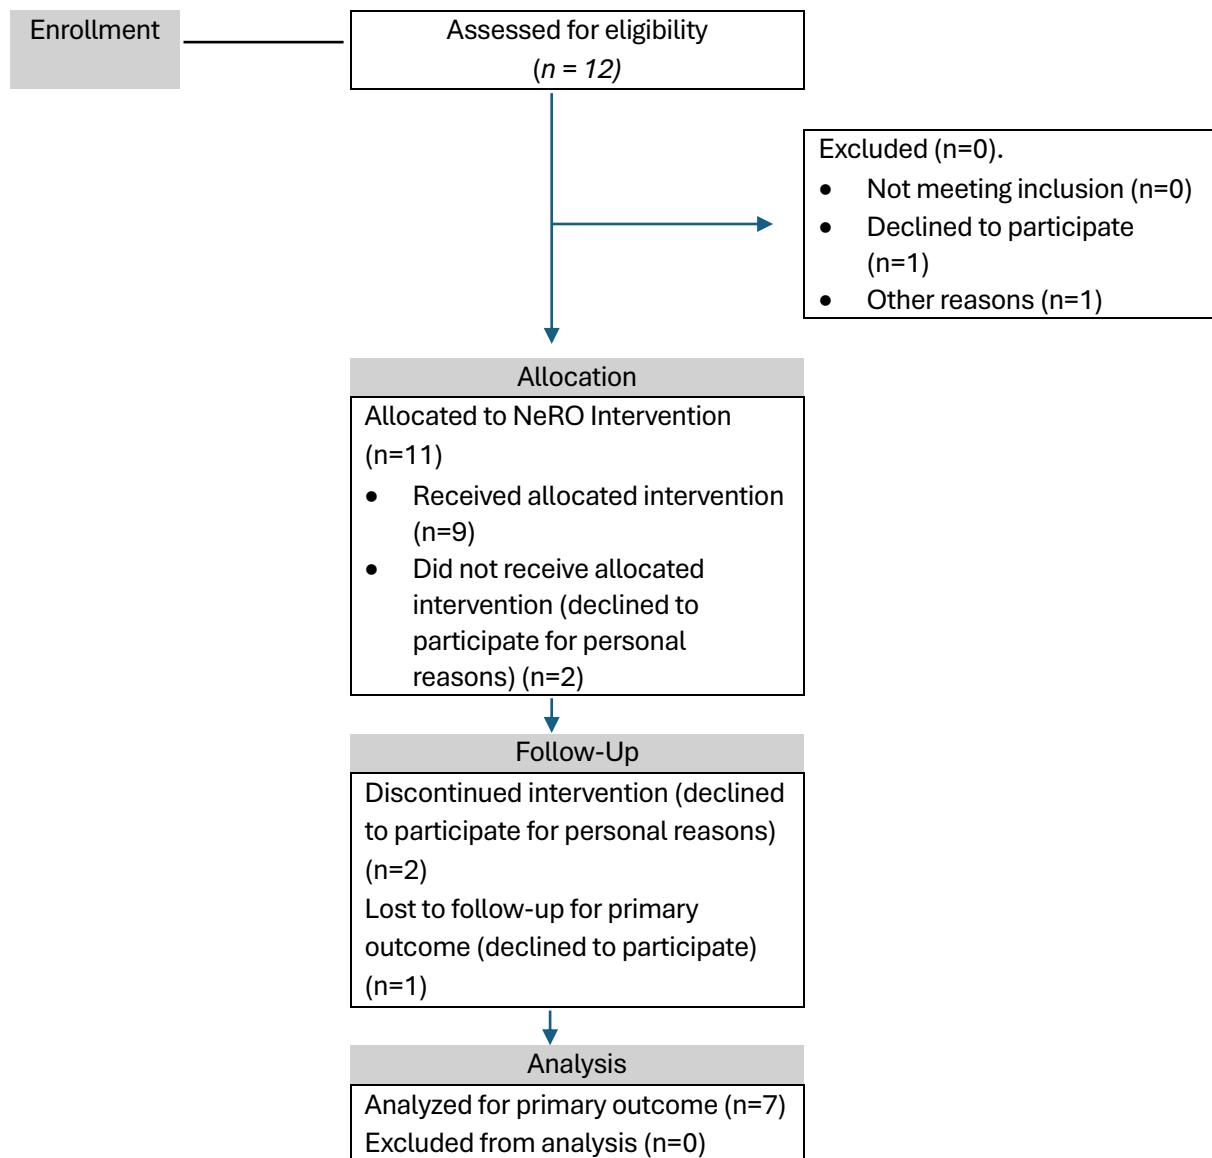 Enrollment
Assessed for eligibility
(n = 12)
Excluded (n=0).
• Not meeting inclusion (n=0)
• Declined to participate
(n=1)
• Other reasons (n=1)
Allocation
Allocated to NeRO Intervention
(n=11)
• Received allocated intervention
(n=9)
• Did not receive allocated
intervention (declined to
participate for personal
reasons) (n=2)
Follow-Up
Discontinued intervention (declined
to participate for personal reasons)
(n=2)
Lost to follow-up for primary
outcome (declined to participate)
(n=1)
Analysis
Analyzed for primary outcome (n=7)
Excluded from analysis (n=0)